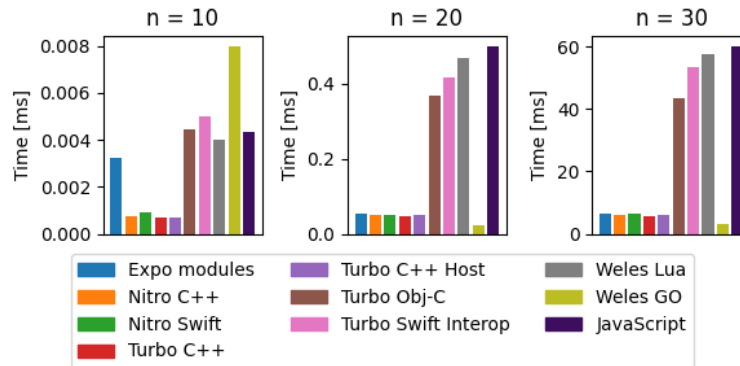 n = 10
n = 20
n = 30
Time [ms]
0.008
0.006
0.004
0.002
0.000
Time [ms]
0.4
0.2
0.0
Time [ms]
60
40
20
0
Expo modules
Nitro C++
Nitro Swift
Turbo C++
Turbo C++ Host
Turbo Obj-C
Turbo Swift Interop
Weles Lua
Weles GO
JavaScript